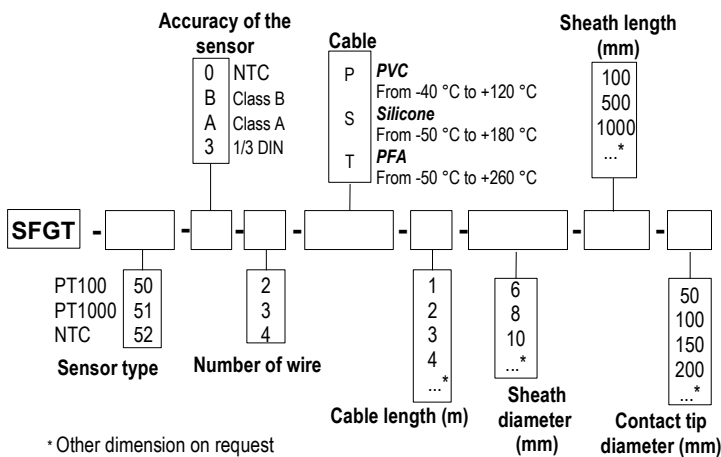 Accuracy of the
sensor
0 NTC
B Class B
A Class A
3 1/3 DIN
Cable
P PVC
From -40 °C to +120 °C
S Silicone
From -50 °C to +180 °C
T PFA
From -50 °C to +260 °C
Sheath length
(mm)
100
500
1000
...*
SFGT - - - - - - - -
PT100 50
PT1000 51
NTC 52
Sensor type
2
3
4
Number of wire
1
2
3
4
...*
Cable length (m)
6
8
10
...*
Sheath
diameter
(mm)
50
100
150
200
...*
Contact tip
diameter (mm)
* Other dimension on request